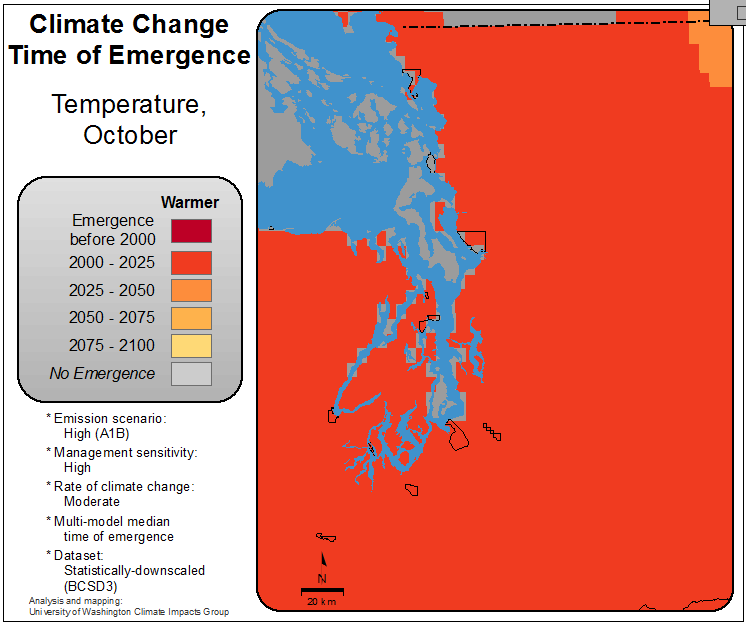 Climate Change
Time of Emergence
Temperature,
October
Warmer
Emergence
before 2000
2000 - 2025
2025 - 2050
2050 - 2075
2075 - 2100
No Emergence
* Emission scenario:
High (A1B)
* Management sensitivity:
High
* Rate of climate change:
Moderate
* Multi-model median
time of emergence
* Dataset:
Statistically-downscaled
(BCSD3)
Analysis and mapping:
University of Washington Climate Impacts Group
N
20 km